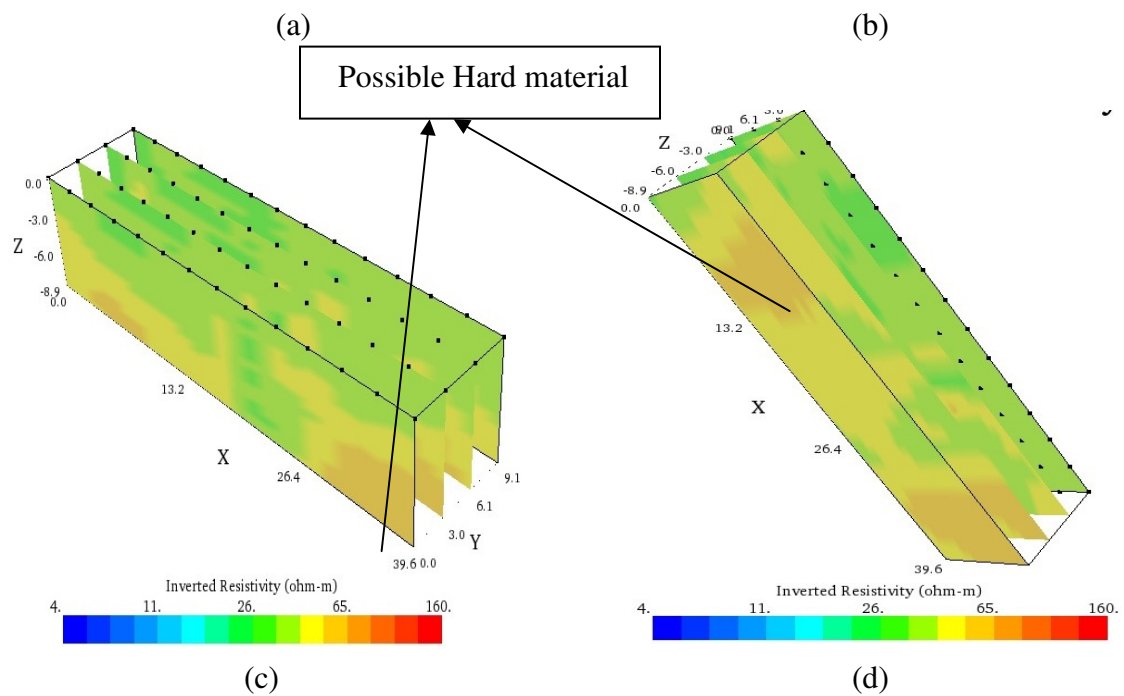 (a) (b)
Possible Hard material
0.0
-3.0
Z
-6.0
-8.9
0.0
13.2
X
26.4
39.6 0.0
3.0 Y
6.1
9.1
Inverted Resistivity (ohm-m)
4. 11. 26. 65. 160.
6.1
Z
-3.0
-6.0
-8.9
0.0
13.2
X
26.4
39.6
Inverted Resistivity (ohm-m)
4. 11. 26. 65. 160.
(c) (d)